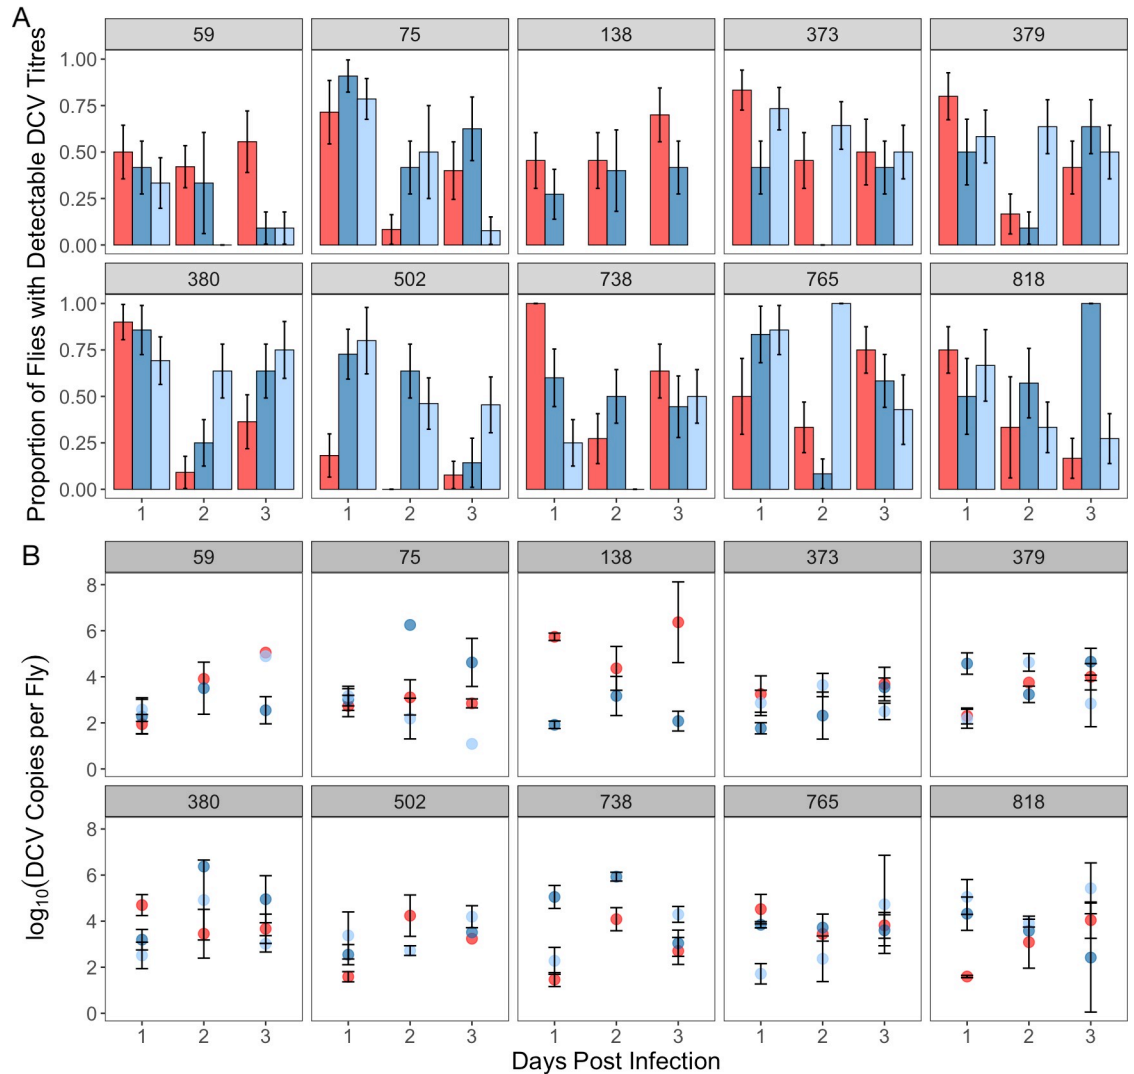 A
Proportion of Flies with Detectable DCV Titres
59 75 138 373 379
1.00
0.75
0.50
0.25
0.00
380 502 738 765 818
1.00
0.75
0.50
0.25
0.00
1 2 3 1 2 3 1 2 3 1 2 3 1 2 3
B
log10(DCV Copies per Fly)
59 75 138 373 379
8
6
4
2
0
380 502 738 765 818
8
6
4
2
0
1 2 3 1 2 3 1 2 3 1 2 3 1 2 3
Days Post Infection